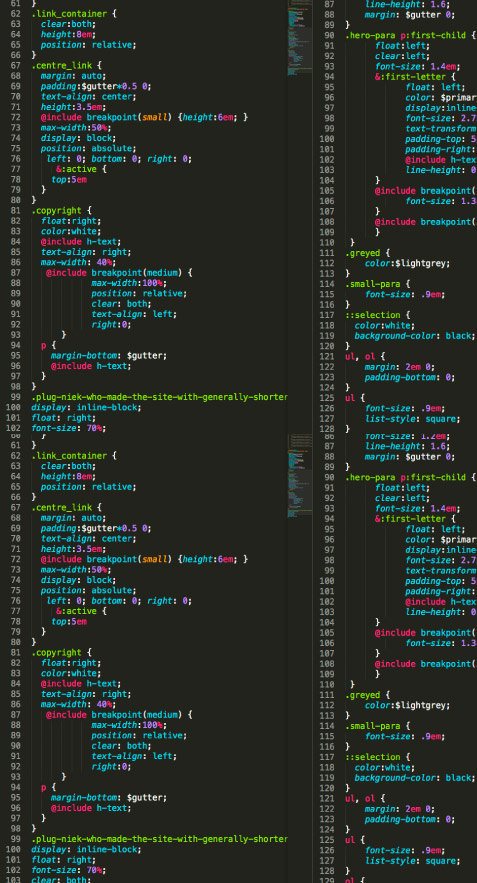 61 }
62 .link_container {
63 clear:both;
64 height:8em;
65 position: relative;
66 }
67 .centre_link {
68 margin: auto;
69 padding:$gutter*0.5 0;
70 text-align: center;
71 height:3.5em;
72 @include breakpoint(small) {height:6em; }
73 max-width:50%;
74 display: block;
75 position: absolute;
76 left: 0; bottom: 0; right: 0;
77 &:active {
78 top:5em
79 }
80 }
81 .copyright {
82 float:right;
83 color:white;
84 @include h-text;
85 text-align: right;
86 max-width: 40%;
87 @include breakpoint(medium) {
88 max-width:100%;
89 position: relative;
90 clear: both;
91 text-align: left;
92 right:0;
93 }
94 p {
95 margin-bottom: $gutter;
96 @include h-text;
97 }
98 }
99 .plug-niek-who-made-the-site-with-generally-shorter
100 display: inline-block;
101 float: right;
102 font-size: 70%;
60 }
61 }
62 .link_container {
63 clear:both;
64 height:8em;
65 position: relative;
66 }
67 .centre_link {
68 margin: auto;
69 padding:$gutter*0.5 0;
70 text-align: center;
71 height:3.5em;
72 @include breakpoint(small) {height:6em; }
73 max-width:50%;
74 display: block;
75 position: absolute;
76 left: 0; bottom: 0; right: 0;
77 &:active {
78 top:5em
79 }
80 }
81 .copyright {
82 float:right;
83 color:white;
84 @include h-text;
85 text-align: right;
86 max-width: 40%;
87 @include breakpoint(medium) {
88 max-width:100%;
89 position: relative;
90 clear: both;
91 text-align: left;
92 right:0;
93 }
94 p {
95 margin-bottom: $gutter;
96 @include h-text;
97 }
98 }
99 .plug-niek-who-made-the-site-with-generally-shorter
100 display: inline-block;
101 float: right;
102 font-size: 70%;
103 clear: both;
87 line-height: 1.6;
88 margin: $gutter 0;
89 }
90 .hero-para p:first-child {
91 float:left;
92 clear:left;
93 font-size: 1.4em;
94 &:first-letter {
95 float: left;
96 color: $primar
97 display:inline
98 font-size: 2.7
99 text-transform
100 padding-top: 5
101 padding-right:
102 @include h-tex
103 line-height: 0
104 }
105 @include breakpoint(
106 font-size: 1.3
107 }
108 @include breakpoint(
109 }
110 }
111 .greyed {
112 color:$lightgrey;
113 }
114 .small-para {
115 font-size: .9em;
116 }
117 ::selection {
118 color:white;
119 background-color: black;
120 }
121 ul, ol {
122 margin: 2em 0;
123 padding-bottom: 0;
124 }
125 ul {
126 font-size: .9em;
127 list-style: square;
128 }
86 font-size: 1.2em;
87 line-height: 1.6;
88 margin: $gutter 0;
89 }
90 .hero-para p:first-child {
91 float:left;
92 clear:left;
93 font-size: 1.4em;
94 &:first-letter {
95 float: left;
96 color: $primar
97 display:inline
98 font-size: 2.7
99 text-transform
100 padding-top: 5
101 padding-right:
102 @include h-tex
103 line-height: 0
104 }
105 @include breakpoint(
106 font-size: 1.3
107 }
108 @include breakpoint(
109 }
110 }
111 .greyed {
112 color:$lightgrey;
113 }
114 .small-para {
115 font-size: .9em;
116 }
117 ::selection {
118 color:white;
119 background-color: black;
120 }
121 ul, ol {
122 margin: 2em 0;
123 padding-bottom: 0;
124 }
125 ul {
126 font-size: .9em;
127 list-style: square;
128 }
129 ol {